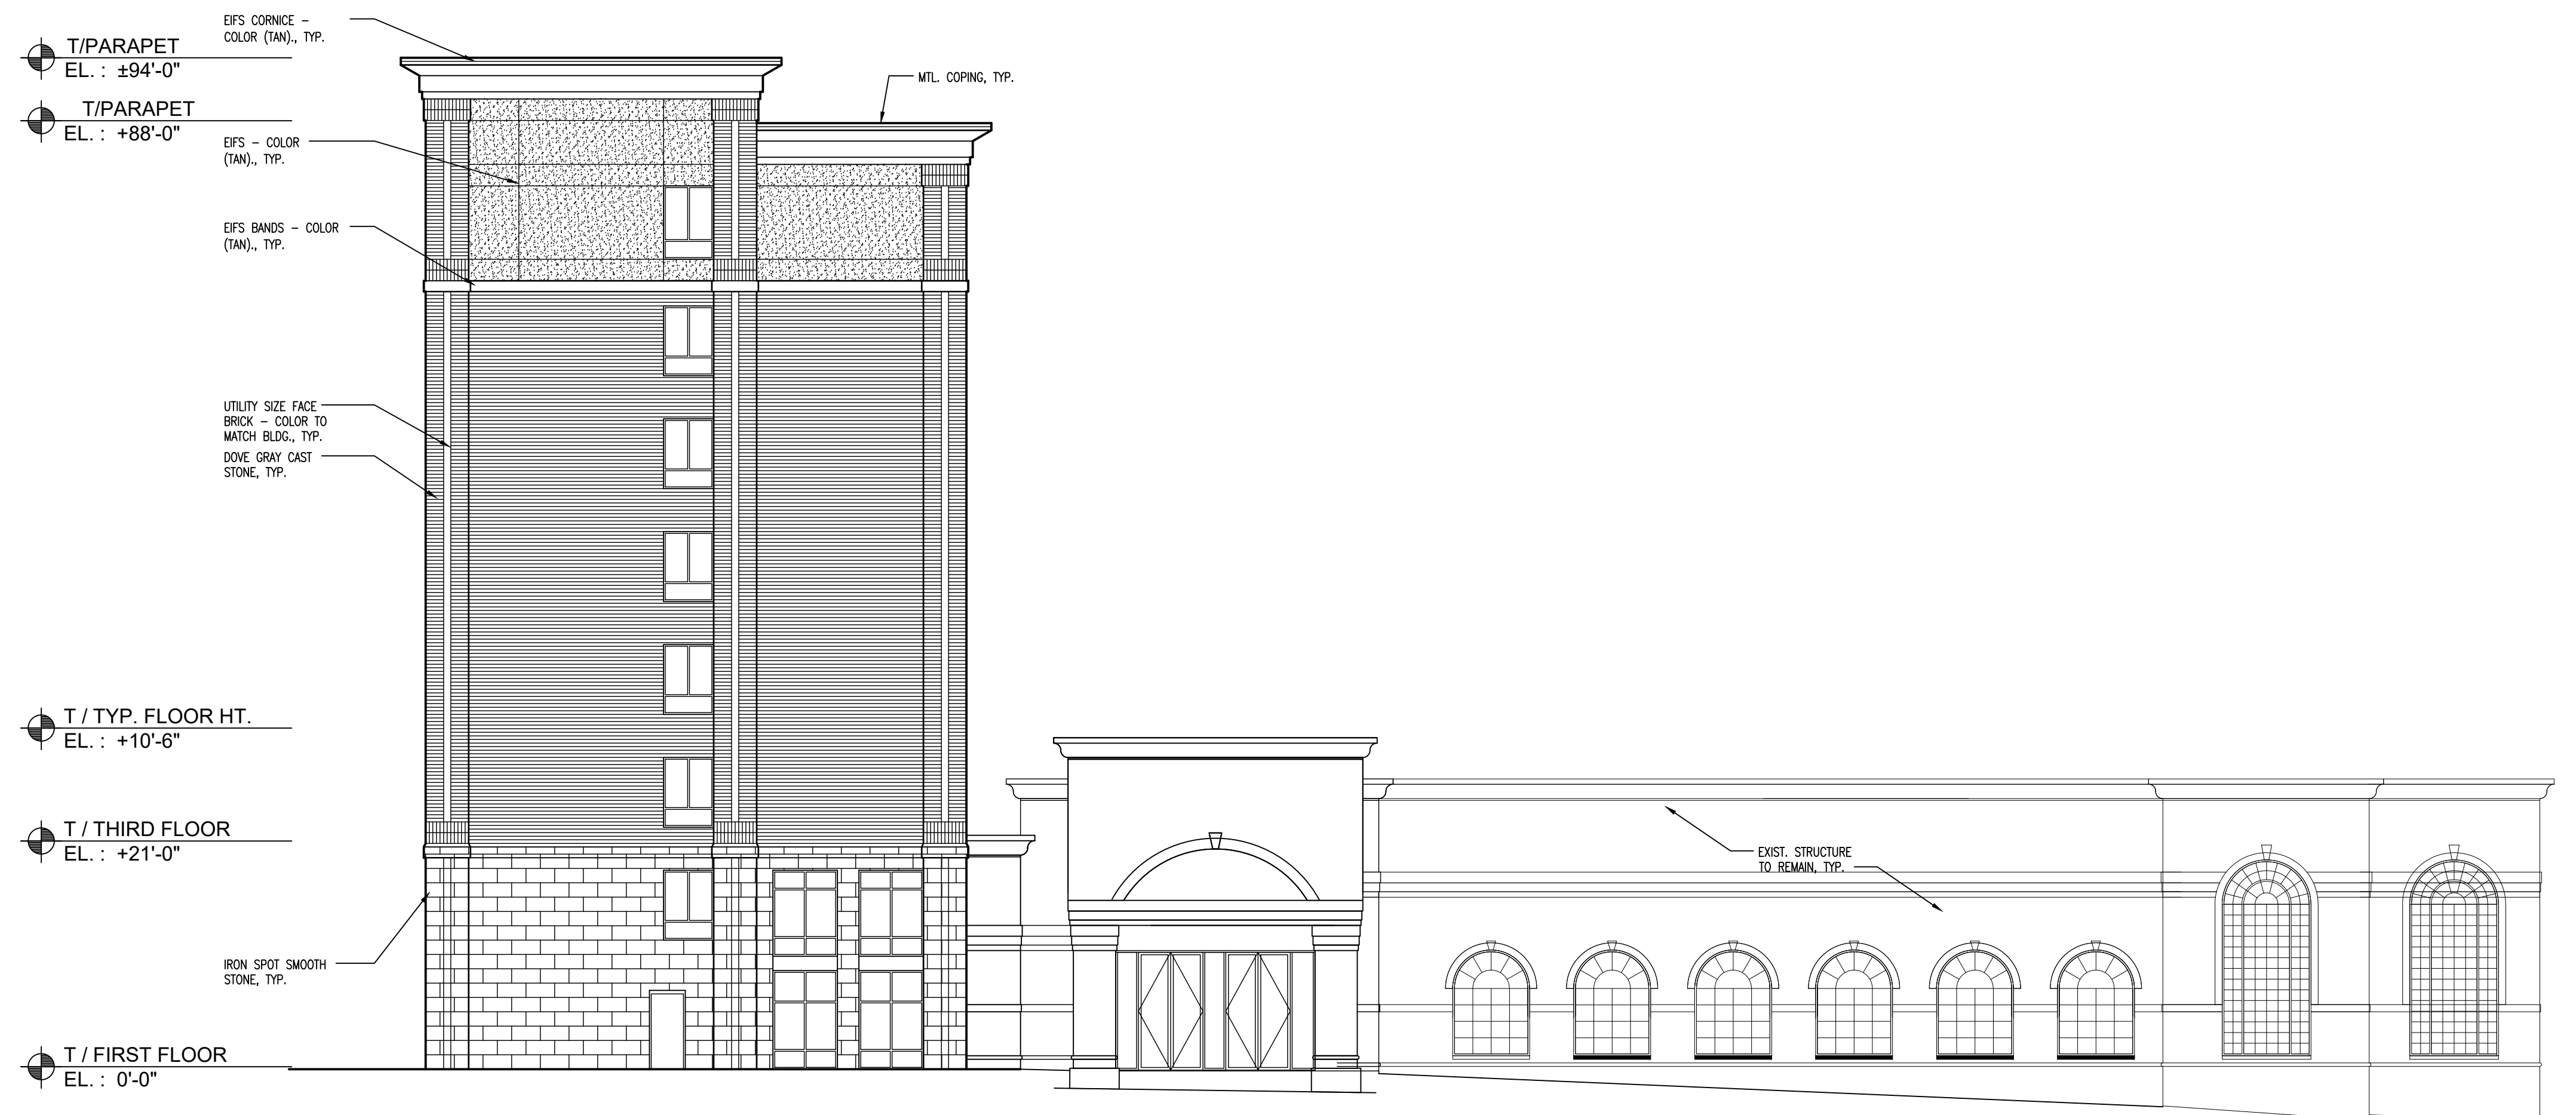 EIFS CORNICE –
COLOR (TAN)., TYP.
T/PARAPET
EL. : ±94'-0"
MTL. COPING, TYP.
T/PARAPET
EL. : +88'-0"
EIFS – COLOR
(TAN)., TYP.
EIFS BANDS – COLOR
(TAN)., TYP.
UTILITY SIZE FACE
BRICK – COLOR TO
MATCH BLDG., TYP.
DOVE GRAY CAST
STONE, TYP.
T / TYP. FLOOR HT.
EL. : +10'-6"
T / THIRD FLOOR
EL. : +21'-0"
EXIST. STRUCTURE
TO REMAIN, TYP.
IRON SPOT SMOOTH
STONE, TYP.
T / FIRST FLOOR
EL. : 0'-0"